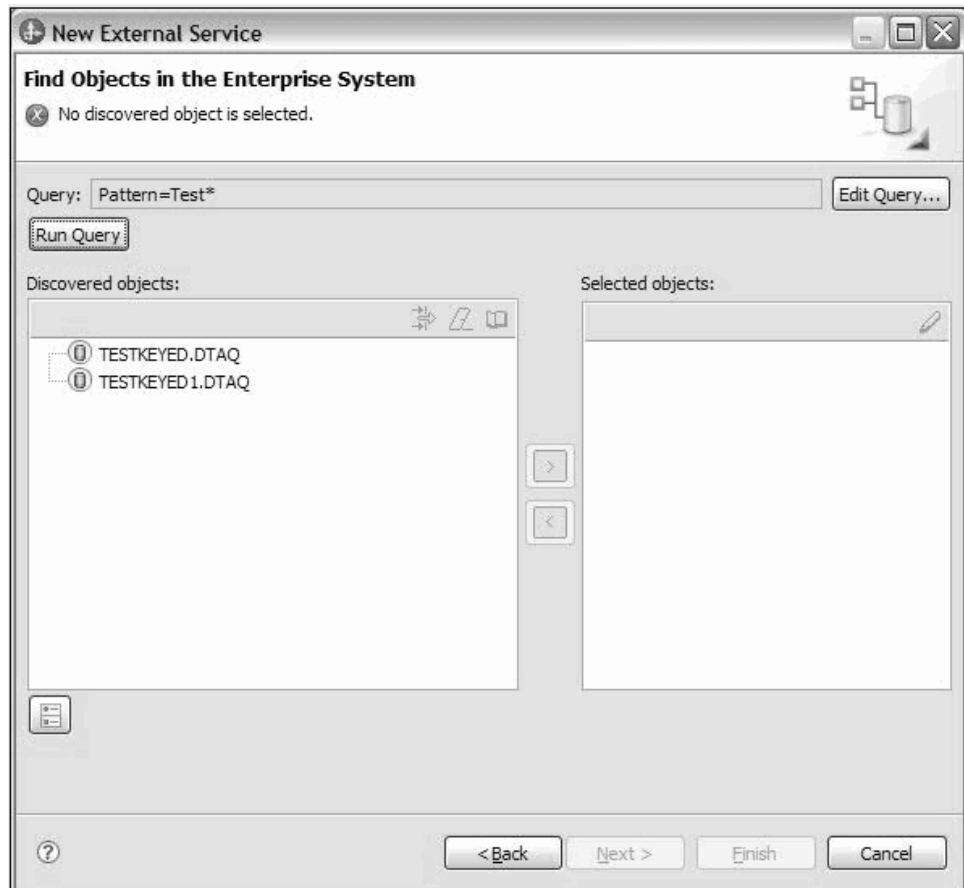 New External Service
Find Objects in the Enterprise System
No discovered object is selected.
Query: Pattern=Test* Edit Query...
Run Query
Discovered objects: Selected objects:
TESTKEYED.DTAQ
TESTKEYED1.DTAQ
>
<
< Back Next > Finish Cancel